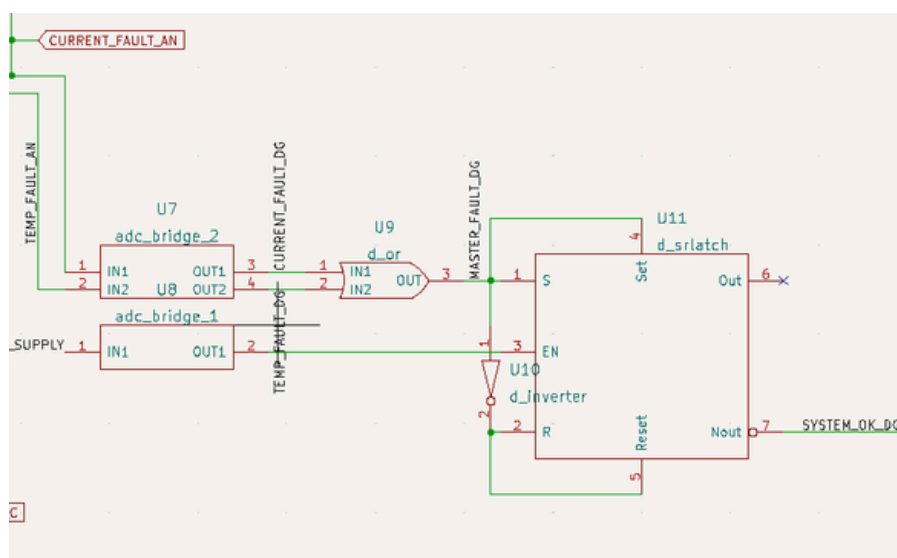 CURRENT_FAULT_AN
TEMP_FAULT_AN
CURRENT_FAULT_DG
MASTER_FAULT_DG
TEMP_FAULT_DG
U7
adc_bridge_2
1 IN1 OUT1 3
2 IN2 OUT2 4
U8
adc_bridge_1
_SUPPLY 1 IN1 OUT1 2
U9
d_or
1 IN1 OUT 3
2 IN2
U10
d_inverter
1
2
U11
d_srlatch
4 Set
1 S Out 6
3 EN
2 R Nout 7
Reset 5
SYSTEM_OK_DG
C